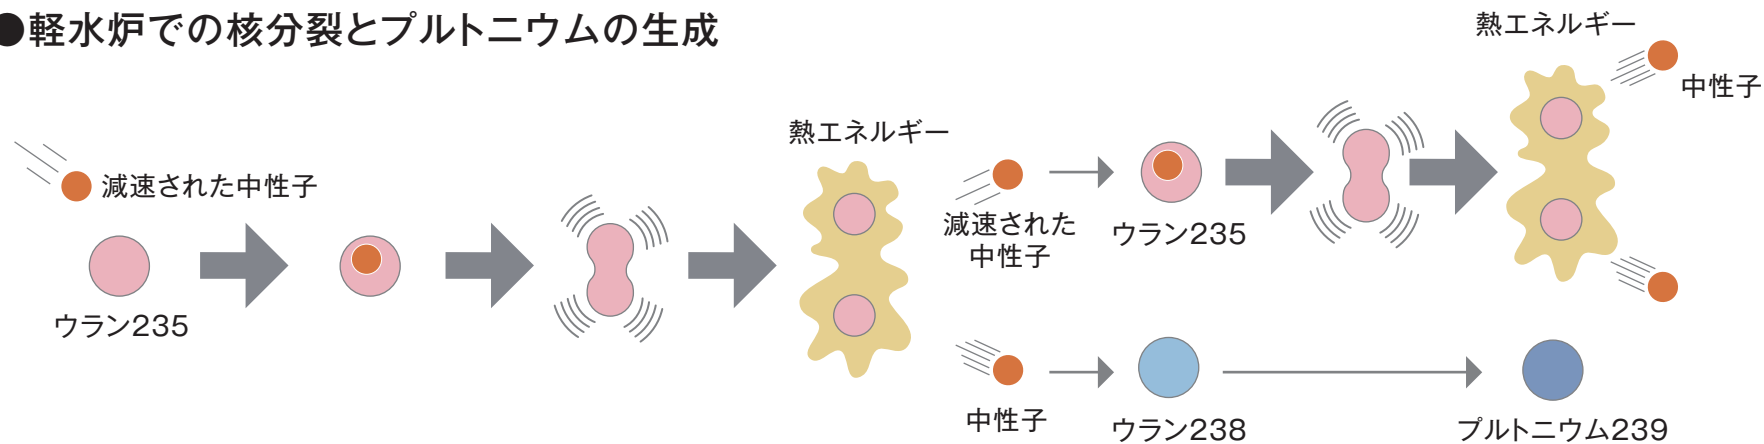 ●軽水炉での核分裂とプルトニウムの生成
減速された中性子
ウラン235
熱エネルギー
減速された
中性子
ウラン235
熱エネルギー
中性子
中性子
ウラン238
プルトニウム239